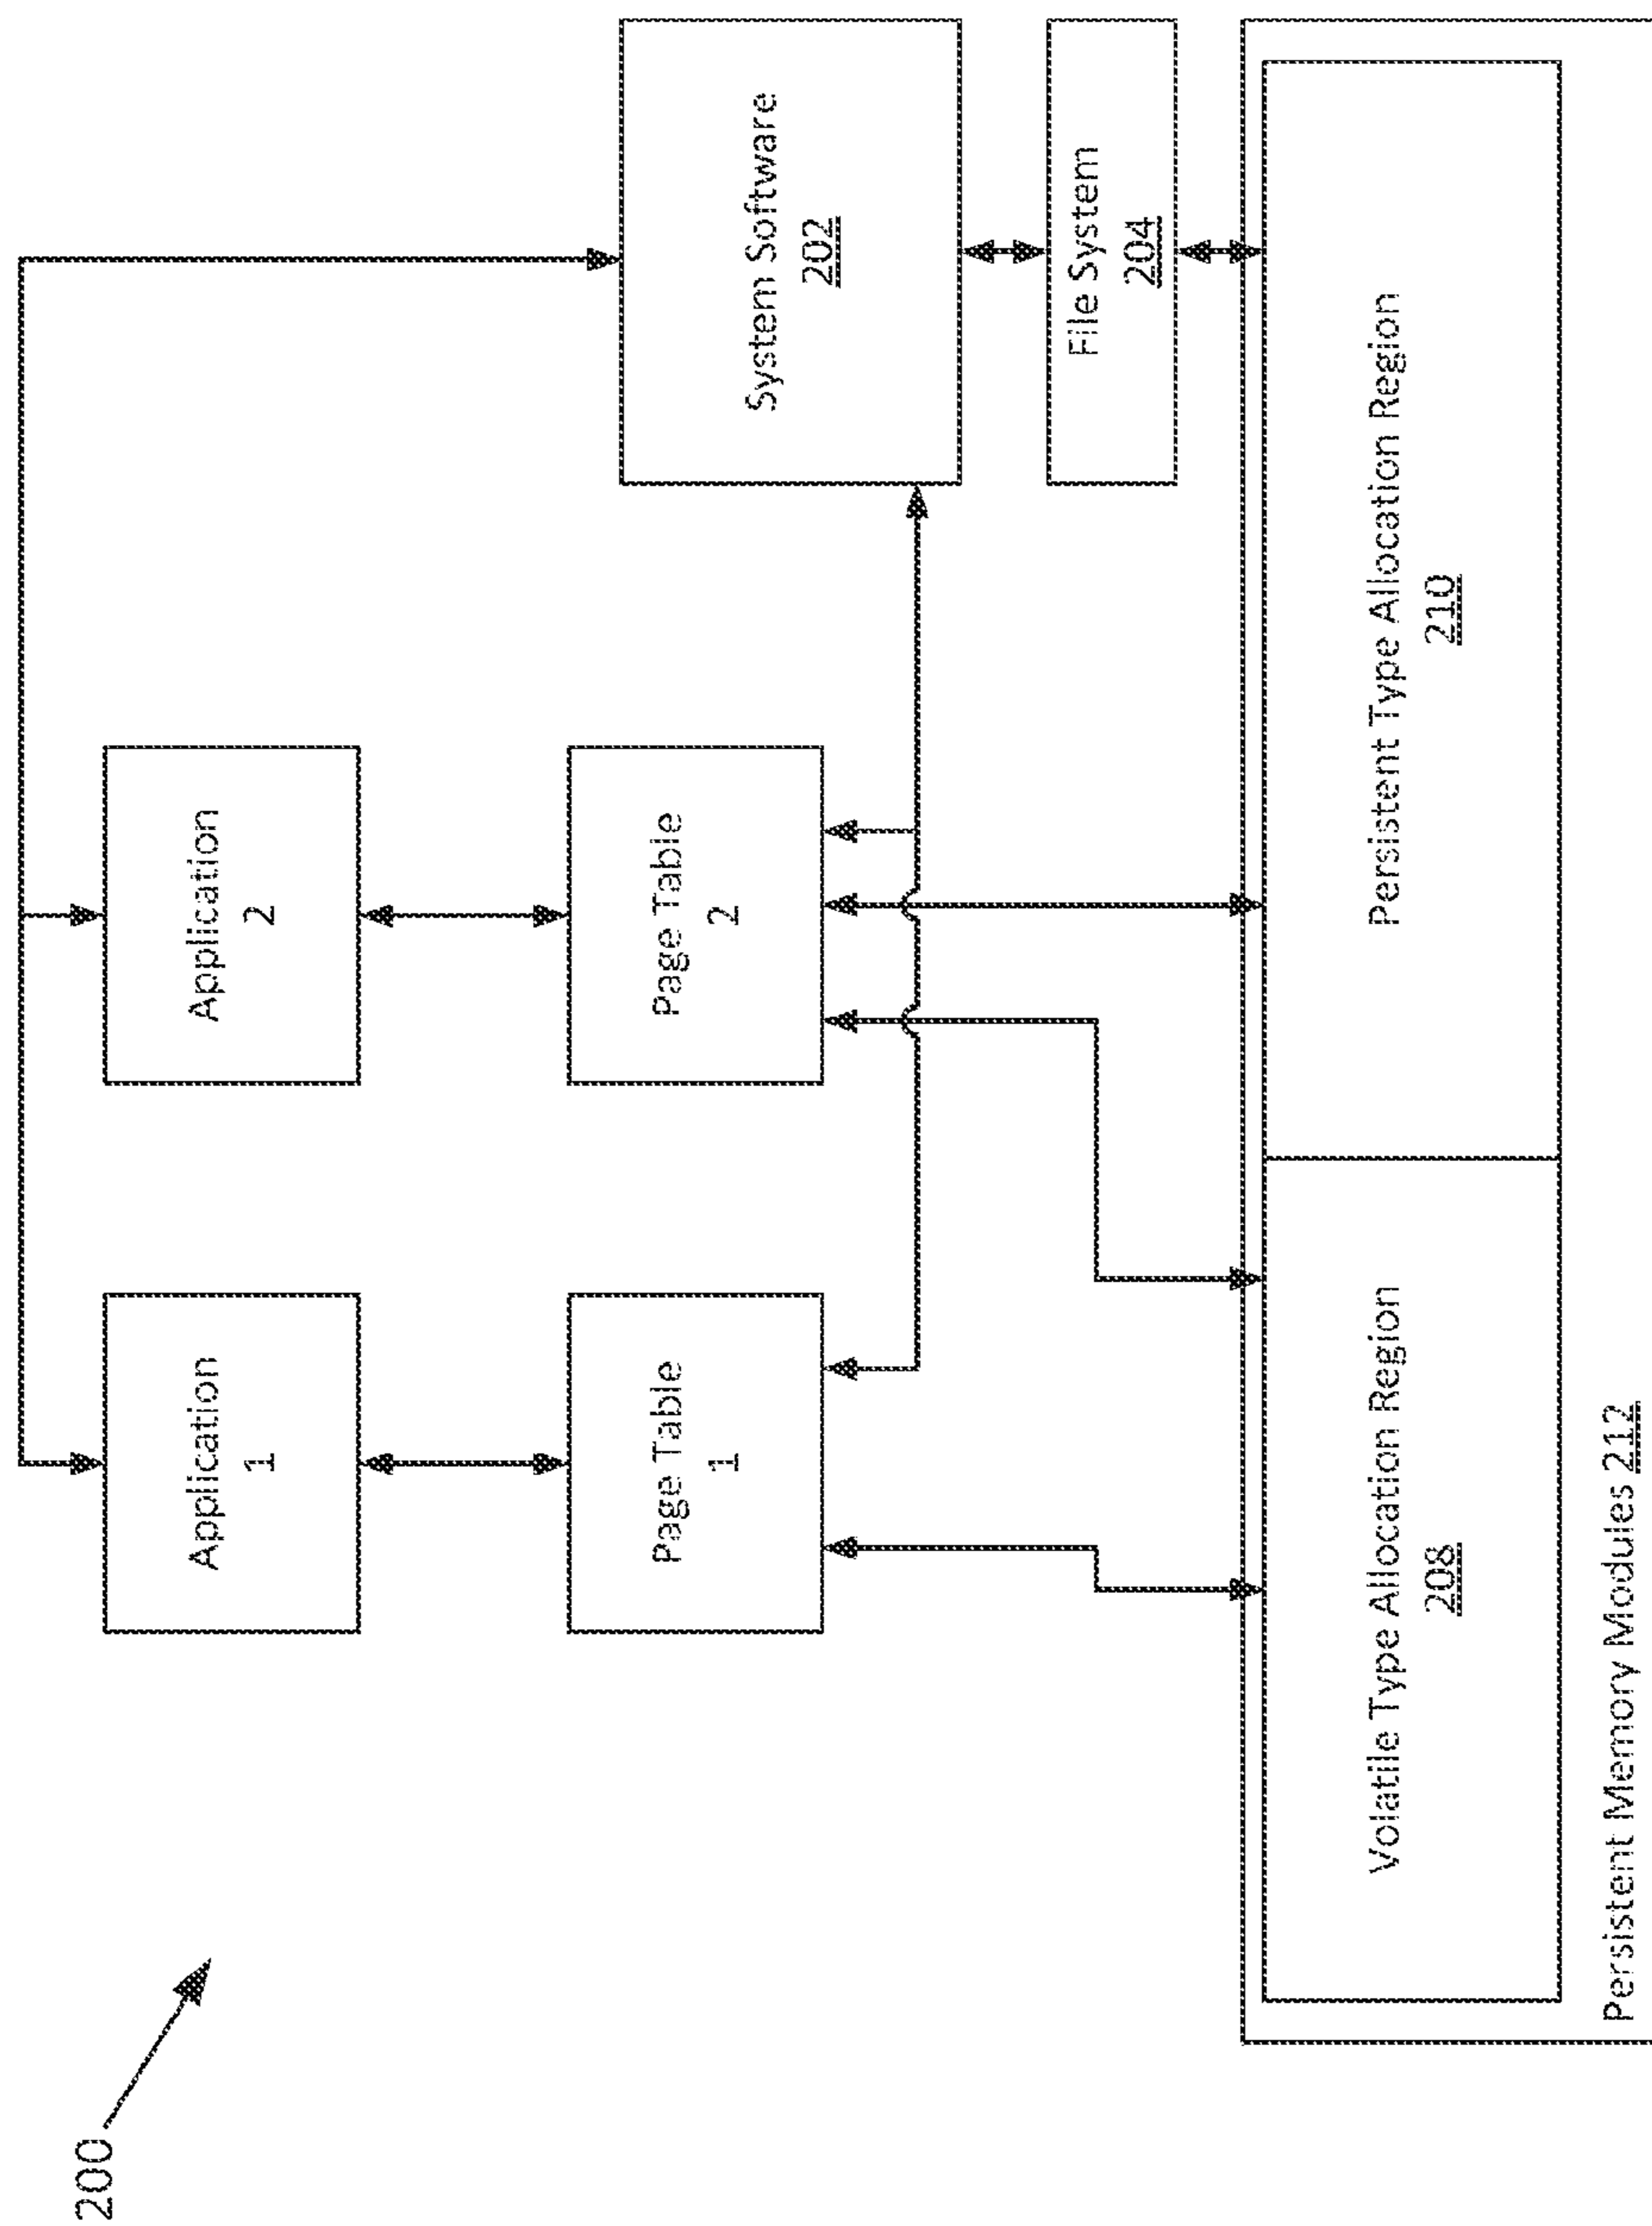 200
Application
1
Application
2
Page Table
1
Page Table
2
System Software
202
File System
204
Volatile Type Allocation Region
208
Persistent Type Allocation Region
210
Persistent Memory Modules 212